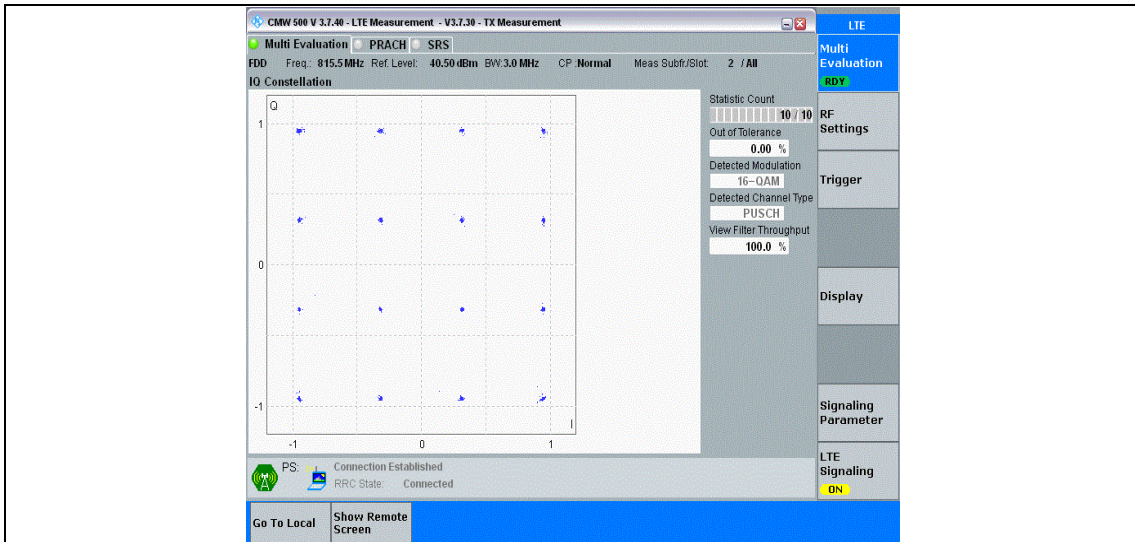 CMW 500 V 3.7.40 - LTE Measurement - V3.7.30 - TX Measurement
LTE
Multi Evaluation PRACH SRS
Multi
Evaluation
RDY
FDD Freq.: 815.5 MHz Ref. Level: 40.50 dBm BW: 3.0 MHz CP : Normal Meas Subfr./Slot: 2 / All
IQ Constellation
Q
1
0
-1
-1
0
1
I
Statistic Count
10 / 10
Out of Tolerance
0.00 %
Detected Modulation
16-QAM
Detected Channel Type
PUSCH
View Filter Throughput
100.0 %
RF
Settings
Trigger
Display
Signaling
Parameter
LTE
Signaling
ON
PS: Connection Established
RRC State: Connected
Go To Local
Show Remote
Screen